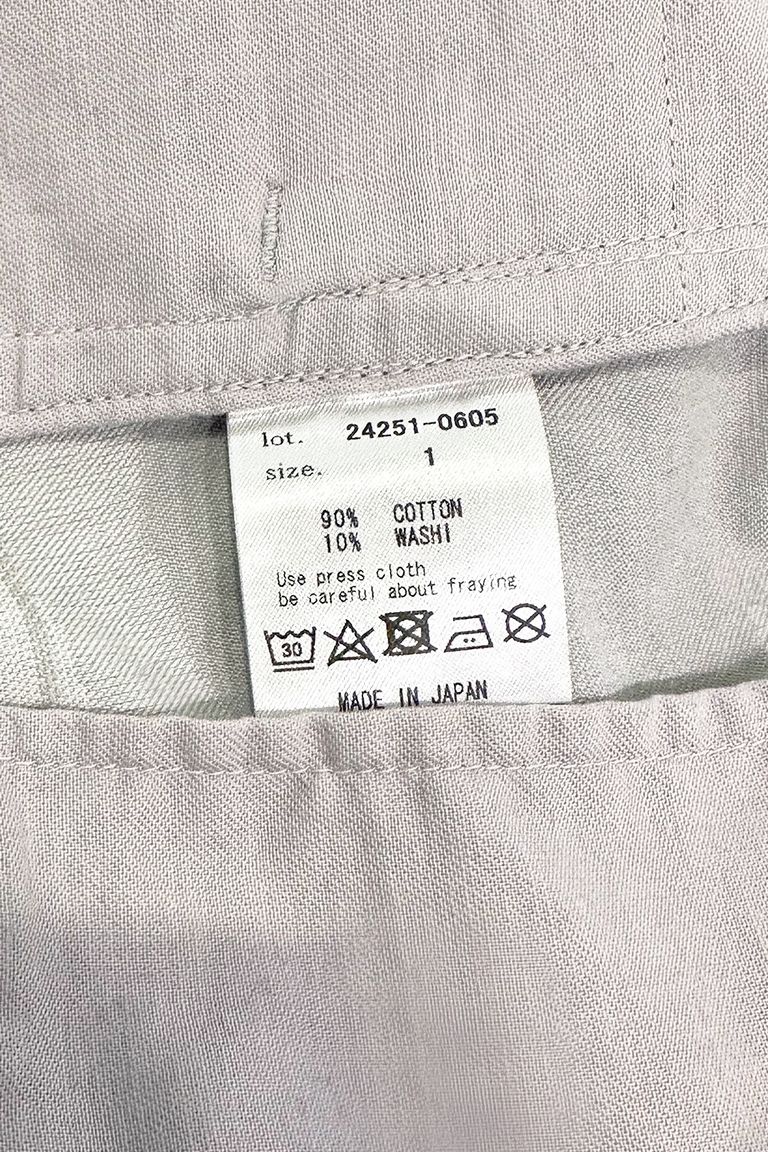 lot. 24251-0605
size. 1
90% COTTON
10% WASHI
Use press cloth
be careful about fraying
30
MADE IN JAPAN